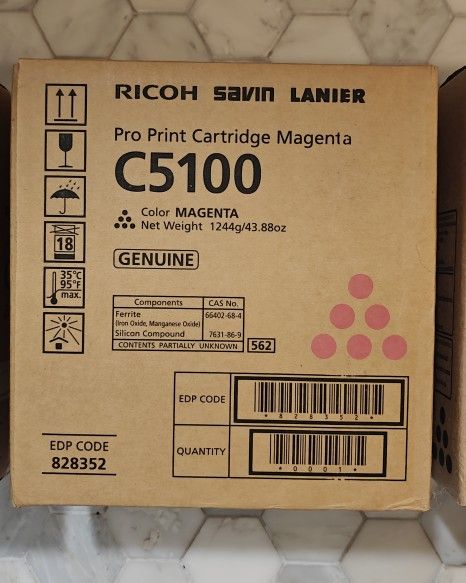 RICOH SAVIN LANIER
Pro Print Cartridge Magenta
C5100
Color MAGENTA
Net Weight 1244g/43.88oz
GENUINE
18
35°C
95°F
max.
Components CAS No.
Ferrite 66402-68-4
(Iron Oxide, Manganese Oxide)
Silicon Compound 7631-86-9
CONTENTS PARTIALLY UNKNOWN 562
EDP CODE
*828352*
QUANTITY
*0001*
EDP CODE
828352